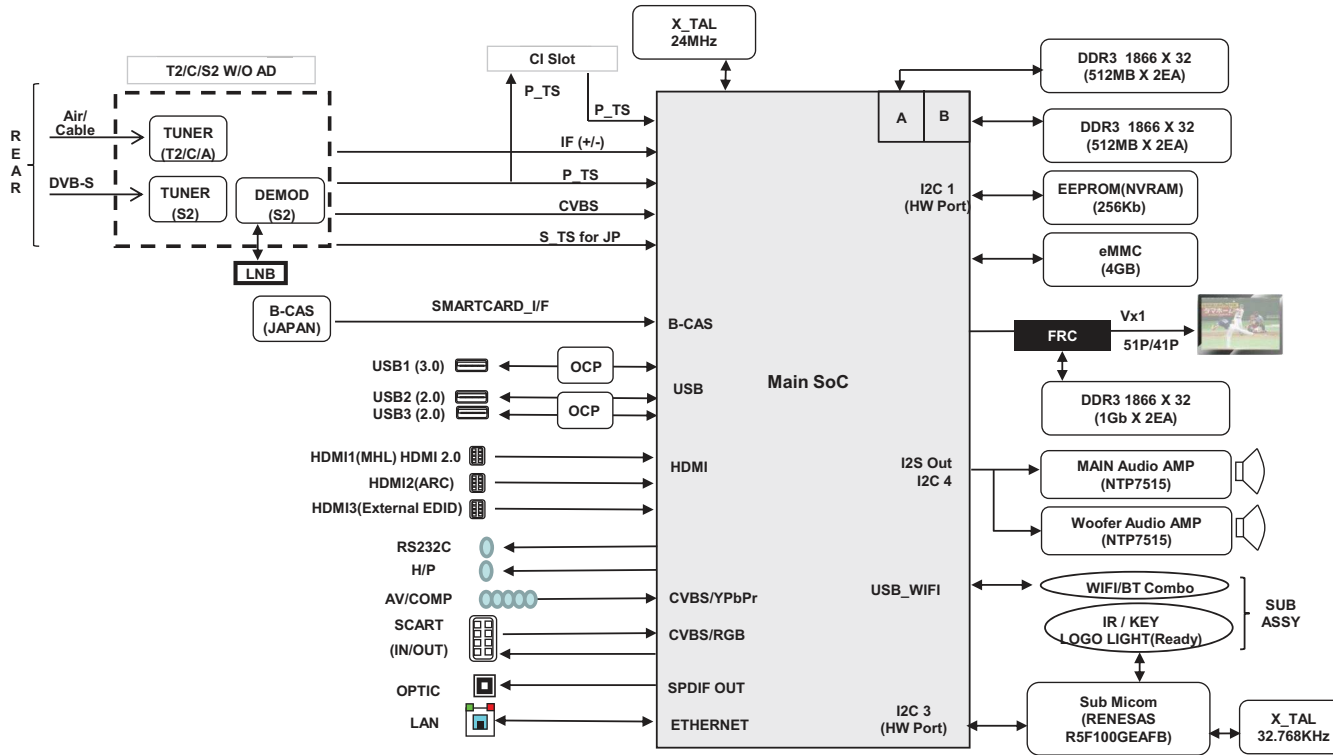 X_TAL
24MHz
T2/C/S2 W/O AD
CI Slot
P_TS
P_TS
R
E
A
R
Air/
Cable
TUNER
(T2/C/A)
DVB-S
TUNER
(S2)
DEMOD
(S2)
LNB
IF (+/-)
P_TS
CVBS
S_TS for JP
B-CAS
(JAPAN)
SMARTCARD_I/F
B-CAS
USB1 (3.0)
OCP
USB2 (2.0)
USB3 (2.0)
OCP
USB
HDMI1(MHL) HDMI 2.0
HDMI2(ARC)
HDMI3(External EDID)
HDMI
RS232C
H/P
AV/COMP
CVBS/YPbPr
SCART
(IN/OUT)
CVBS/RGB
OPTIC
SPDIF OUT
LAN
ETHERNET
Main SoC
A
B
DDR3 1866 X 32
(512MB X 2EA)
DDR3 1866 X 32
(512MB X 2EA)
I2C 1
(HW Port)
EEPROM(NVRAM)
(256Kb)
eMMC
(4GB)
FRC
Vx1
51P/41P
DDR3 1866 X 32
(1Gb X 2EA)
I2S Out
I2C 4
MAIN Audio AMP
(NTP7515)
Woofer Audio AMP
(NTP7515)
USB_WIFI
WIFI/BT Combo
IR / KEY
LOGO LIGHT(Ready)
SUB
ASSY
I2C 3
(HW Port)
Sub Micom
(RENESAS
R5F100GEAFB)
X_TAL
32.768KHz